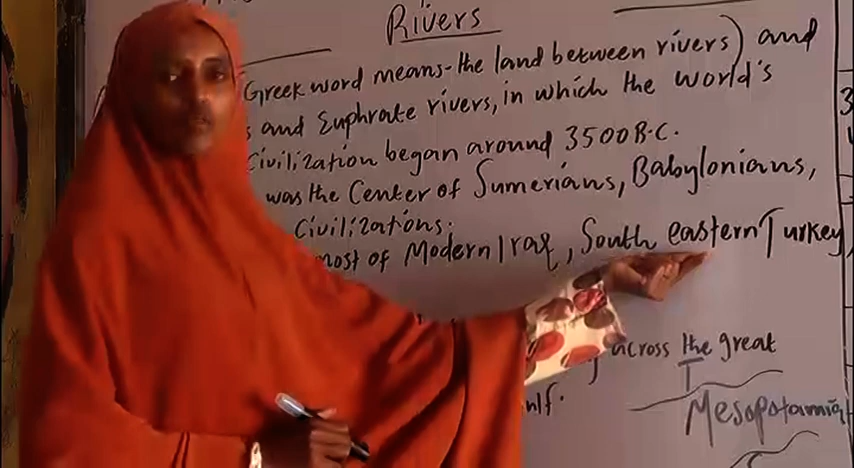 Rivers
Greek word means-the land between rivers) and
s and Euphrate rivers, in which the world's
Civilization began around 3500 B.C.
was the Center of Sumerians, Babylonians,
Civilizations.
most of Modern Iraq, South eastern Turkey,
across the great
ulf.
Mesopotamia
3